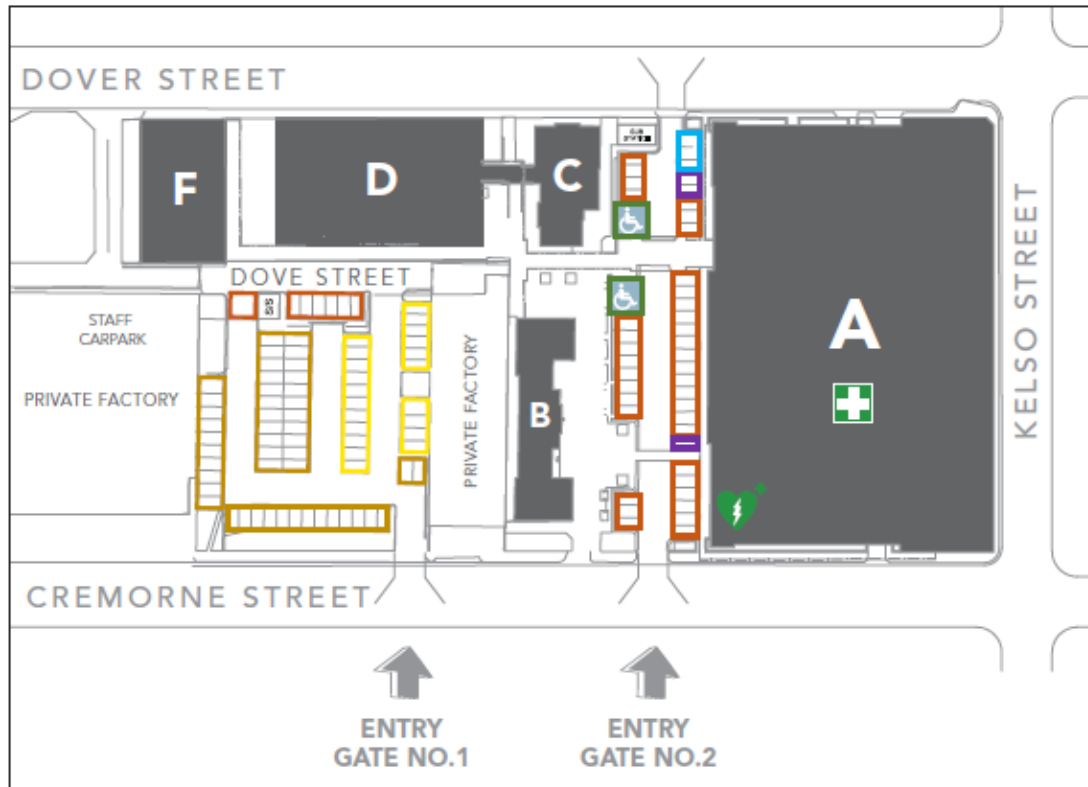 DOVER STREET
F
D
C
A
KELSO STREET
DOVE STREET
S/S
STAFF
CARPARK
PRIVATE FACTORY
PRIVATE FACTORY
B
CREMORNE STREET
ENTRY
GATE NO.1
ENTRY
GATE NO.2